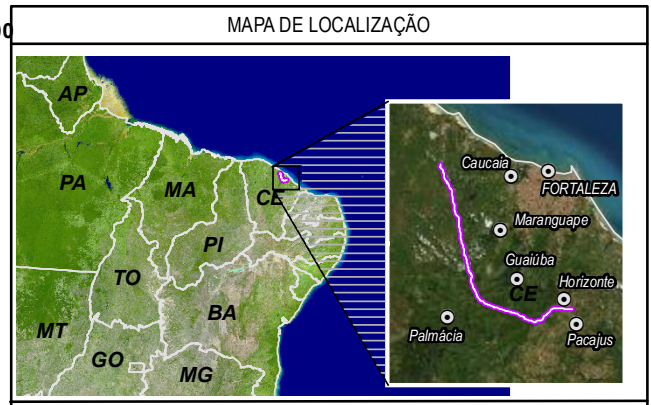 MAPA DE LOCALIZAÇÃO
AP
PA
MA
CE
PI
TO
BA
MT
GO
MG
Caucaia
FORTALEZA
Maranguape
Guaiúba
CE
Horizonte
Palmácia
Pacajus